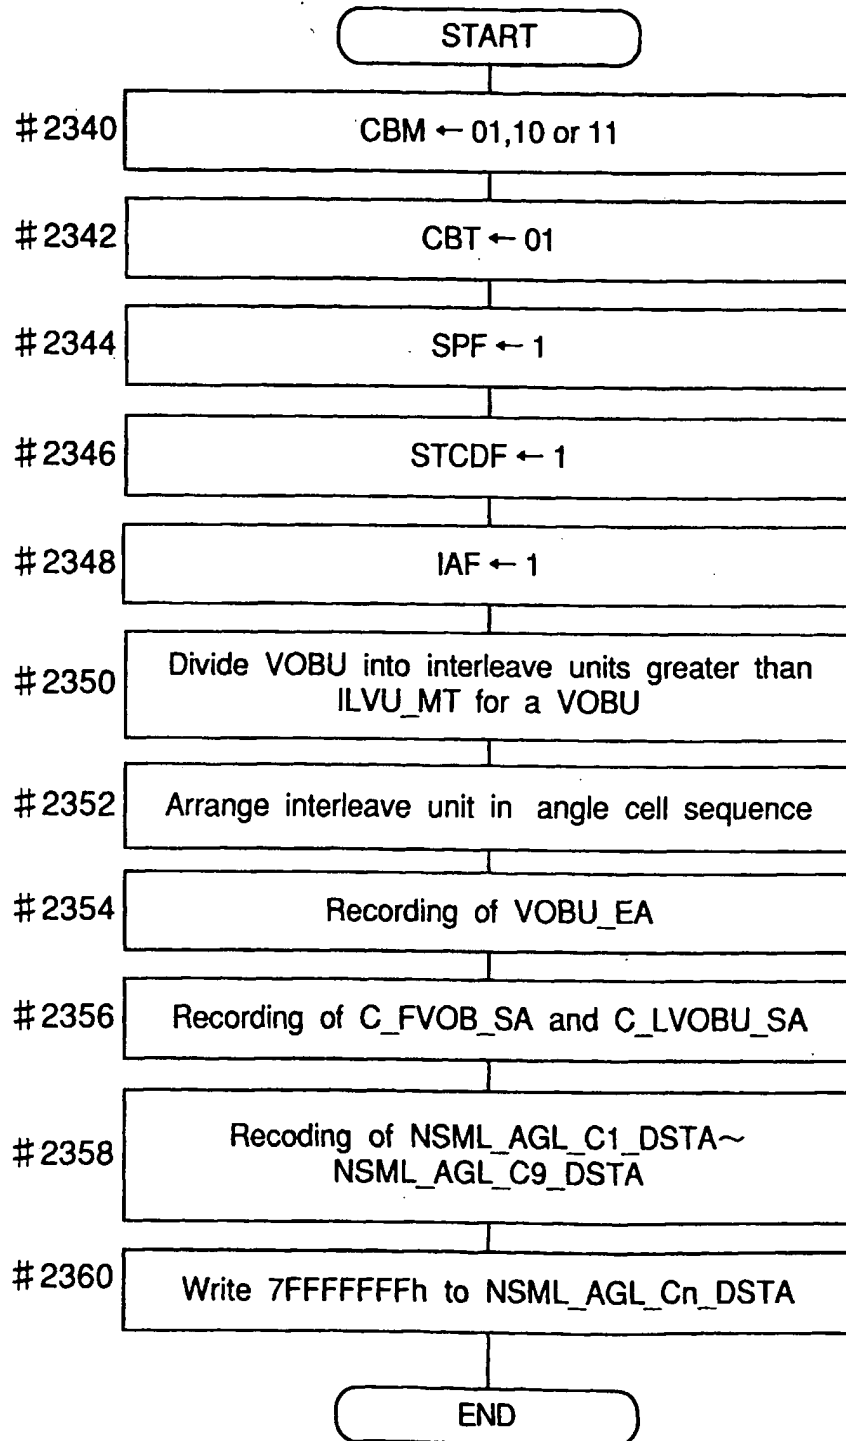 START
#2340
CBM ← 01,10 or 11
#2342
CBT ← 01
#2344
SPF ← 1
#2346
STCDF ← 1
#2348
IAF ← 1
#2350
Divide VOBU into interleave units greater than
ILVU_MT for a VOBU
#2352
Arrange interleave unit in angle cell sequence
#2354
Recording of VOBU_EA
#2356
Recording of C_FVOB_SA and C_LVOBU_SA
#2358
Recoding of NSML_AGL_C1_DSTA~
NSML_AGL_C9_DSTA
#2360
Write 7FFFFFFFh to NSML_AGL_Cn_DSTA
END